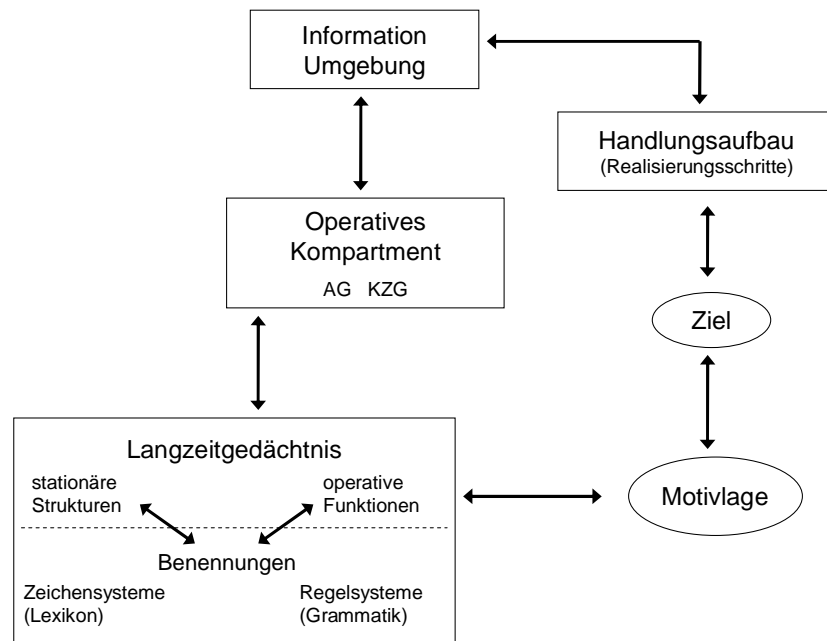 Information
Umgebung
Handlungsaufbau
(Realisierungsschritte)
Operatives
Kompartment
AG KZG
Ziel
Langzeitgedächtnis
stationäre
Strukturen
operative
Funktionen
Motivlage
Benennungen
Zeichensysteme
(Lexikon)
Regelsysteme
(Grammatik)